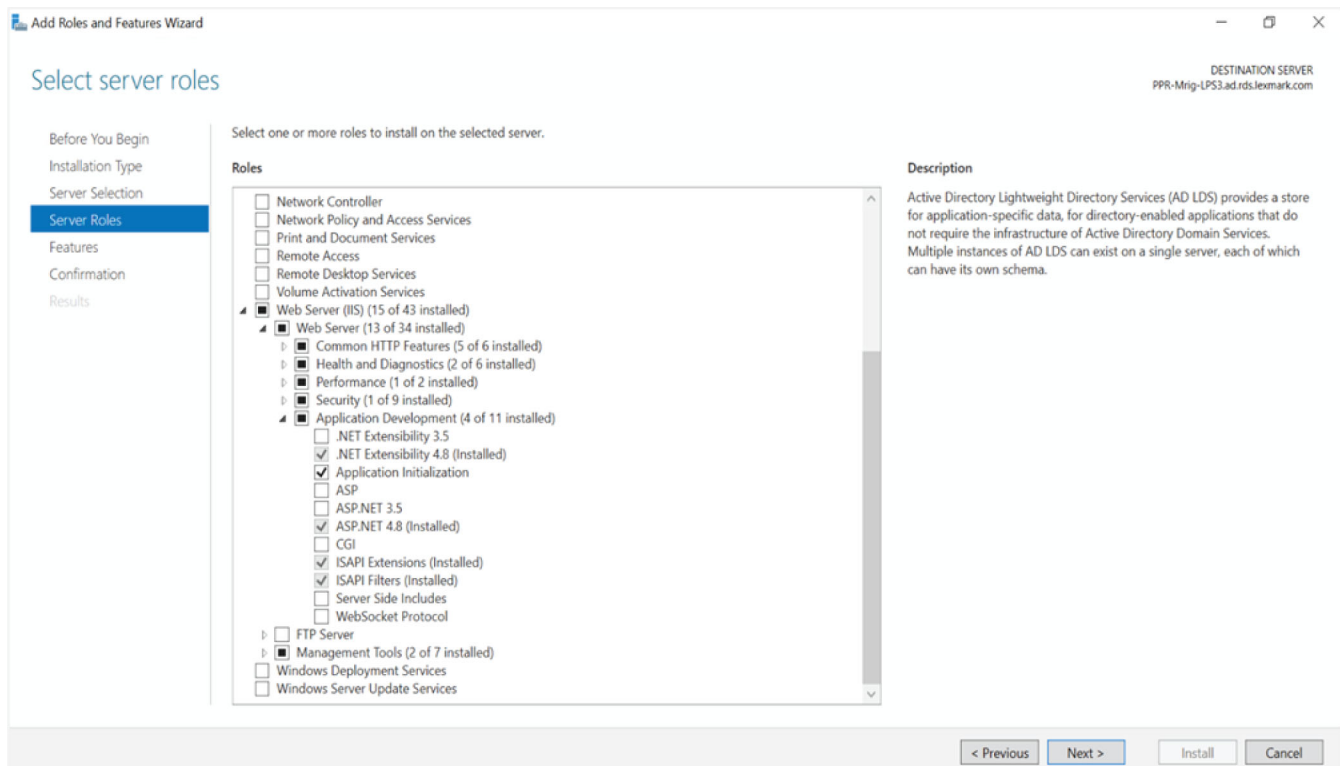 Add Roles and Features Wizard
Select server roles
DESTINATION SERVER
PPR-Mrig-LPS3.ad.rds.lexmark.com
Before You Begin
Installation Type
Server Selection
Server Roles
Features
Confirmation
Results
Select one or more roles to install on the selected server.
Roles
Network Controller
Network Policy and Access Services
Print and Document Services
Remote Access
Remote Desktop Services
Volume Activation Services
Web Server (IIS) (15 of 43 installed)
Web Server (13 of 34 installed)
Common HTTP Features (5 of 6 installed)
Health and Diagnostics (2 of 6 installed)
Performance (1 of 2 installed)
Security (1 of 9 installed)
Application Development (4 of 11 installed)
.NET Extensibility 3.5
.NET Extensibility 4.8 (Installed)
Application Initialization
ASP
ASP.NET 3.5
ASP.NET 4.8 (Installed)
CGI
ISAPI Extensions (Installed)
ISAPI Filters (Installed)
Server Side Includes
WebSocket Protocol
FTP Server
Management Tools (2 of 7 installed)
Windows Deployment Services
Windows Server Update Services
Description
Active Directory Lightweight Directory Services (AD LDS) provides a store
for application-specific data, for directory-enabled applications that do
not require the infrastructure of Active Directory Domain Services.
Multiple instances of AD LDS can exist on a single server, each of which
can have its own schema.
< Previous
Next >
Install
Cancel